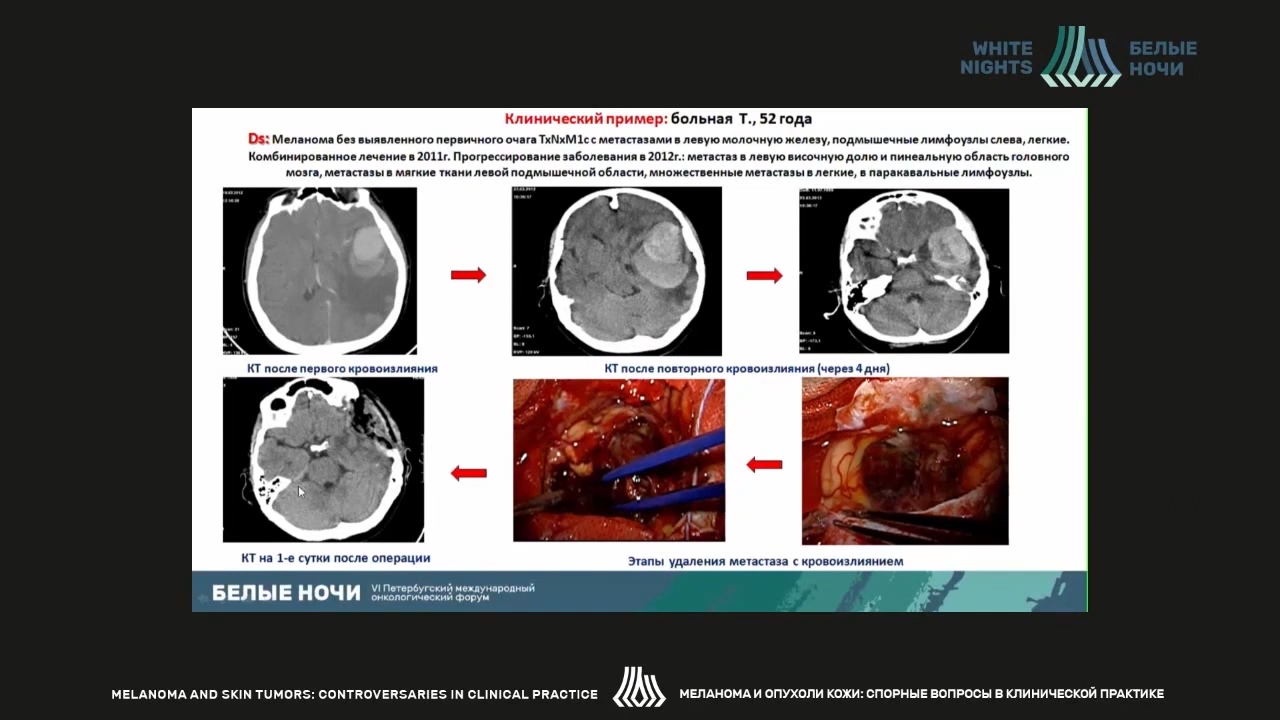 WHITE NIGHTS
БЕЛЫЕ НОЧИ
Клинический пример: больная Т., 52 года
Ds: Меланома без выявленного первичного очага TxNxM1c с метастазами в левую молочную железу, подмышечные лимфоузлы слева, легкие.
Комбинированное лечение в 2011г. Прогрессирование заболевания в 2012г.: метастаз в левую височную долю и пинеальную область головного
мозга, метастазы в мягкие ткани левой подмышечной области, множественные метастазы в легкие, в паракавальные лимфоузлы.
КТ после первого кровоизлияния
КТ после повторного кровоизлияния (через 4 дня)
КТ на 1-е сутки после операции
Этапы удаления метастаза с кровоизлиянием
БЕЛЫЕ НОЧИ
VI Петербугский международный
онкологический форум
MELANOMA AND SKIN TUMORS: CONTROVERSARIES IN CLINICAL PRACTICE
МЕЛАНОМА И ОПУХОЛИ КОЖИ: СПОРНЫЕ ВОПРОСЫ В КЛИНИЧЕСКОЙ ПРАКТИКЕ